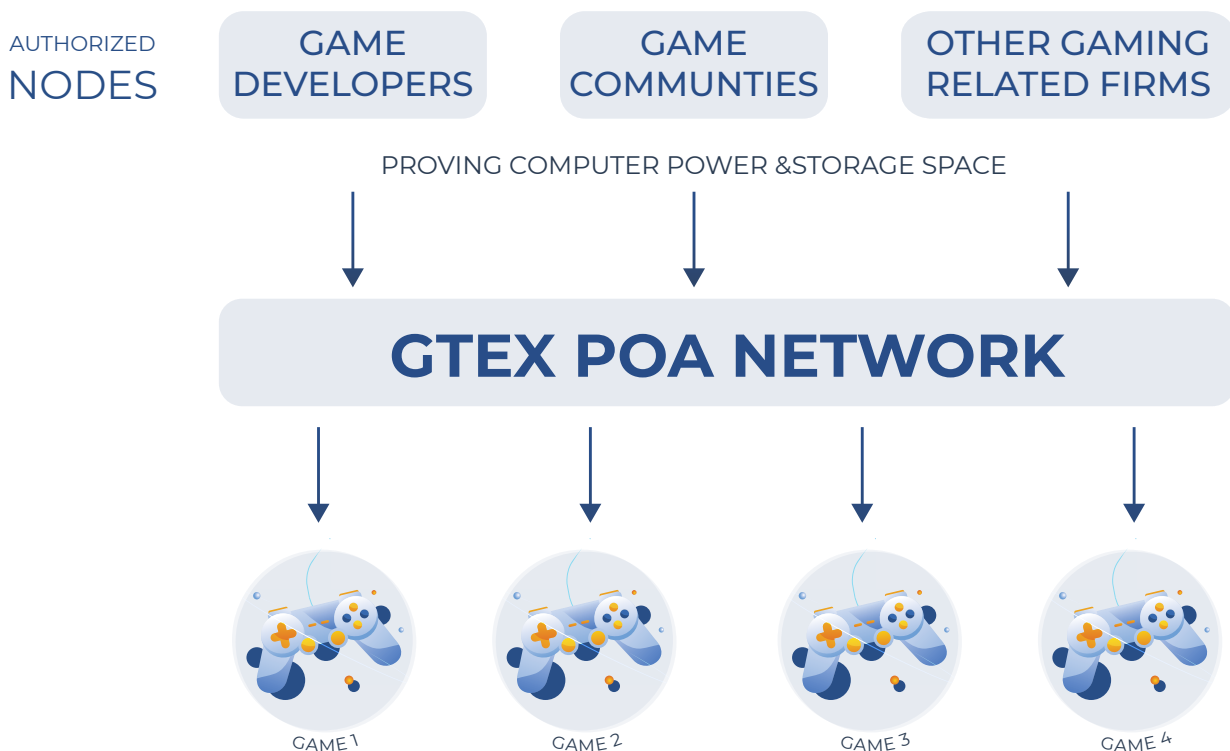 AUTHORIZED
NODES
GAME
DEVELOPERS
GAME
COMMUNTIES
OTHER GAMING
RELATED FIRMS
PROVING COMPUTER POWER &STORAGE SPACE
GTEX POA NETWORK
GAME 1
GAME 2
GAME 3
GAME 4